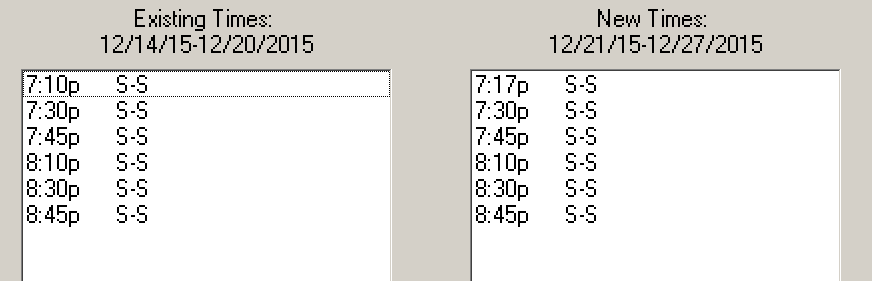 Existing Times:
12/14/15-12/20/2015
7:10p S-S
7:30p S-S
7:45p S-S
8:10p S-S
8:30p S-S
8:45p S-S
New Times:
12/21/15-12/27/2015
7:17p S-S
7:30p S-S
7:45p S-S
8:10p S-S
8:30p S-S
8:45p S-S